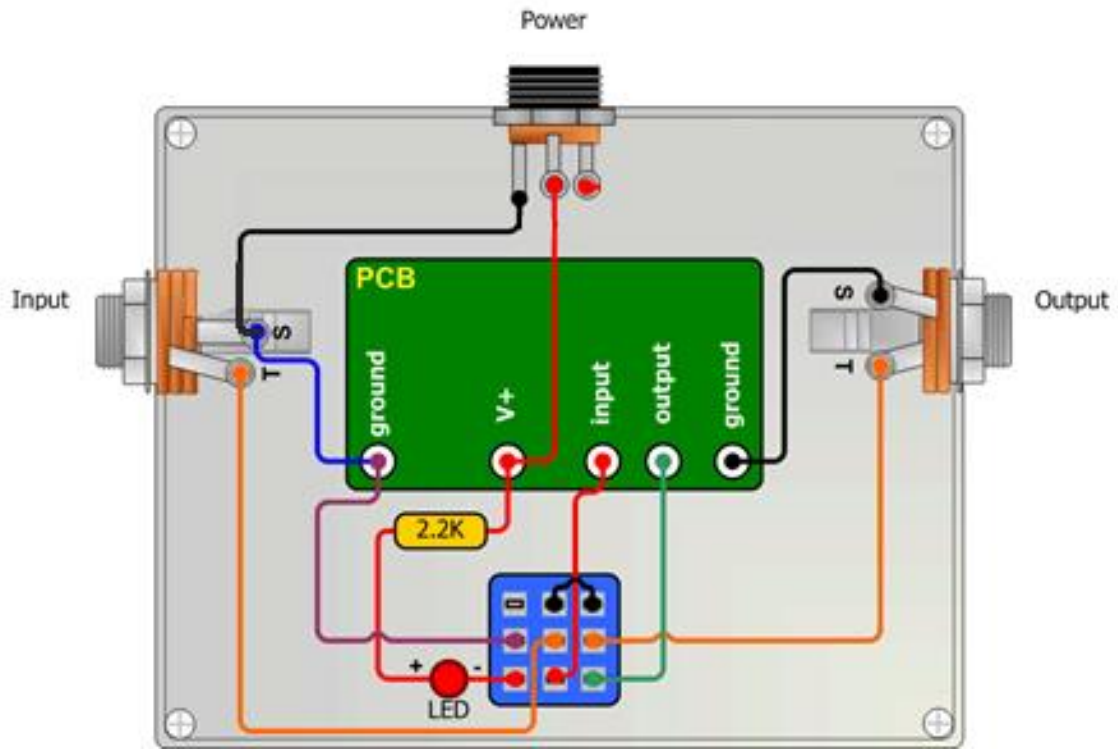 Power
PCB
Input
S
S
Output
T
T
ground
V+
input
output
ground
2.2K
+
-
LED